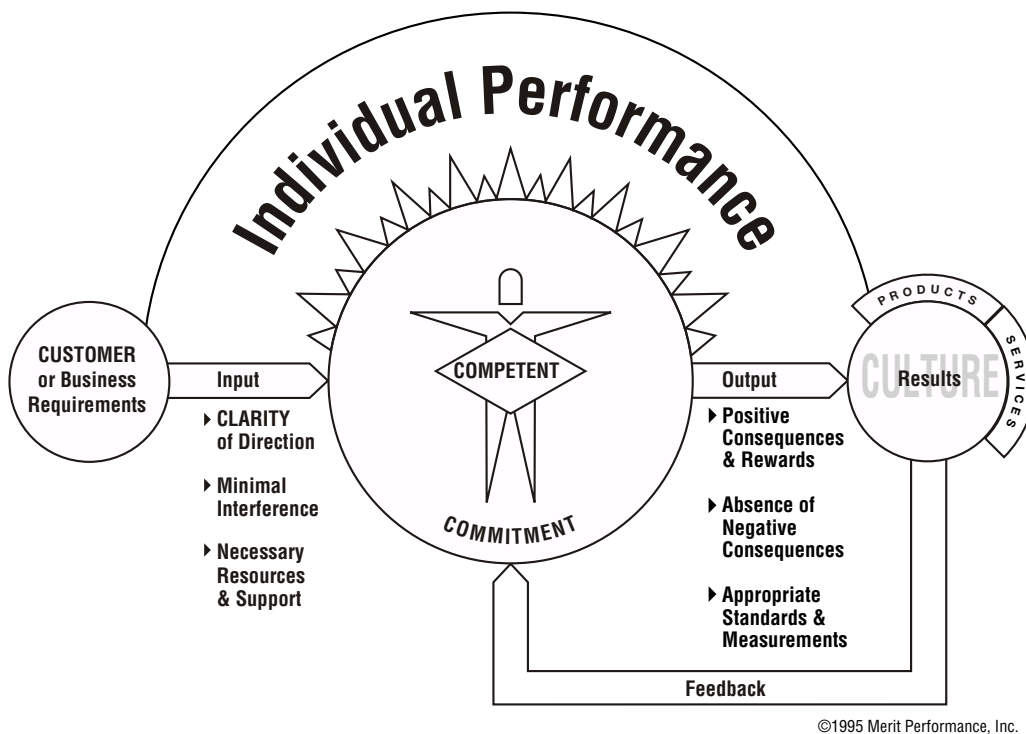 Individual Performance
CUSTOMER
or Business
Requirements
Input
▸ CLARITY
of Direction
▸ Minimal
Interference
▸ Necessary
Resources
& Support
COMPETENT
COMMITMENT
Output
▸ Positive
Consequences
& Rewards
▸ Absence of
Negative
Consequences
▸ Appropriate
Standards &
Measurements
PRODUCTS
SERVICES
CULTURE
Results
Feedback
©1995 Merit Performance, Inc.